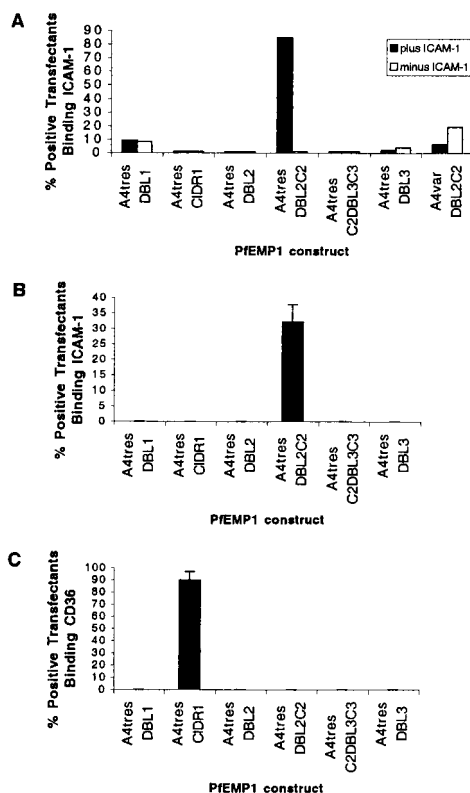 A
% Positive Transfectants
Binding ICAM-1
90
80
70
60
50
40
30
20
10
0
plus ICAM-1
minus ICAM-1
A4tres
DBL1
A4tres
CIDR1
A4tres
DBL2
A4tres
DBL2C2
A4tres
C2DBL3C3
A4tres
DBL3
A4var
DBL2C2
PfEMP1 construct
B
% Positive Transfectants
Binding ICAM-1
40
35
30
25
20
15
10
5
0
A4tres
DBL1
A4tres
CIDR1
A4tres
DBL2
A4tres
DBL2C2
A4tres
C2DBL3C3
A4tres
DBL3
PfEMP1 construct
C
% Positive Transfectants
Binding CD36
100
90
80
70
60
50
40
30
20
10
0
A4tres
DBL1
A4tres
CIDR1
A4tres
DBL2
A4tres
DBL2C2
A4tres
C2DBL3C3
A4tres
DBL3
PfEMP1 construct